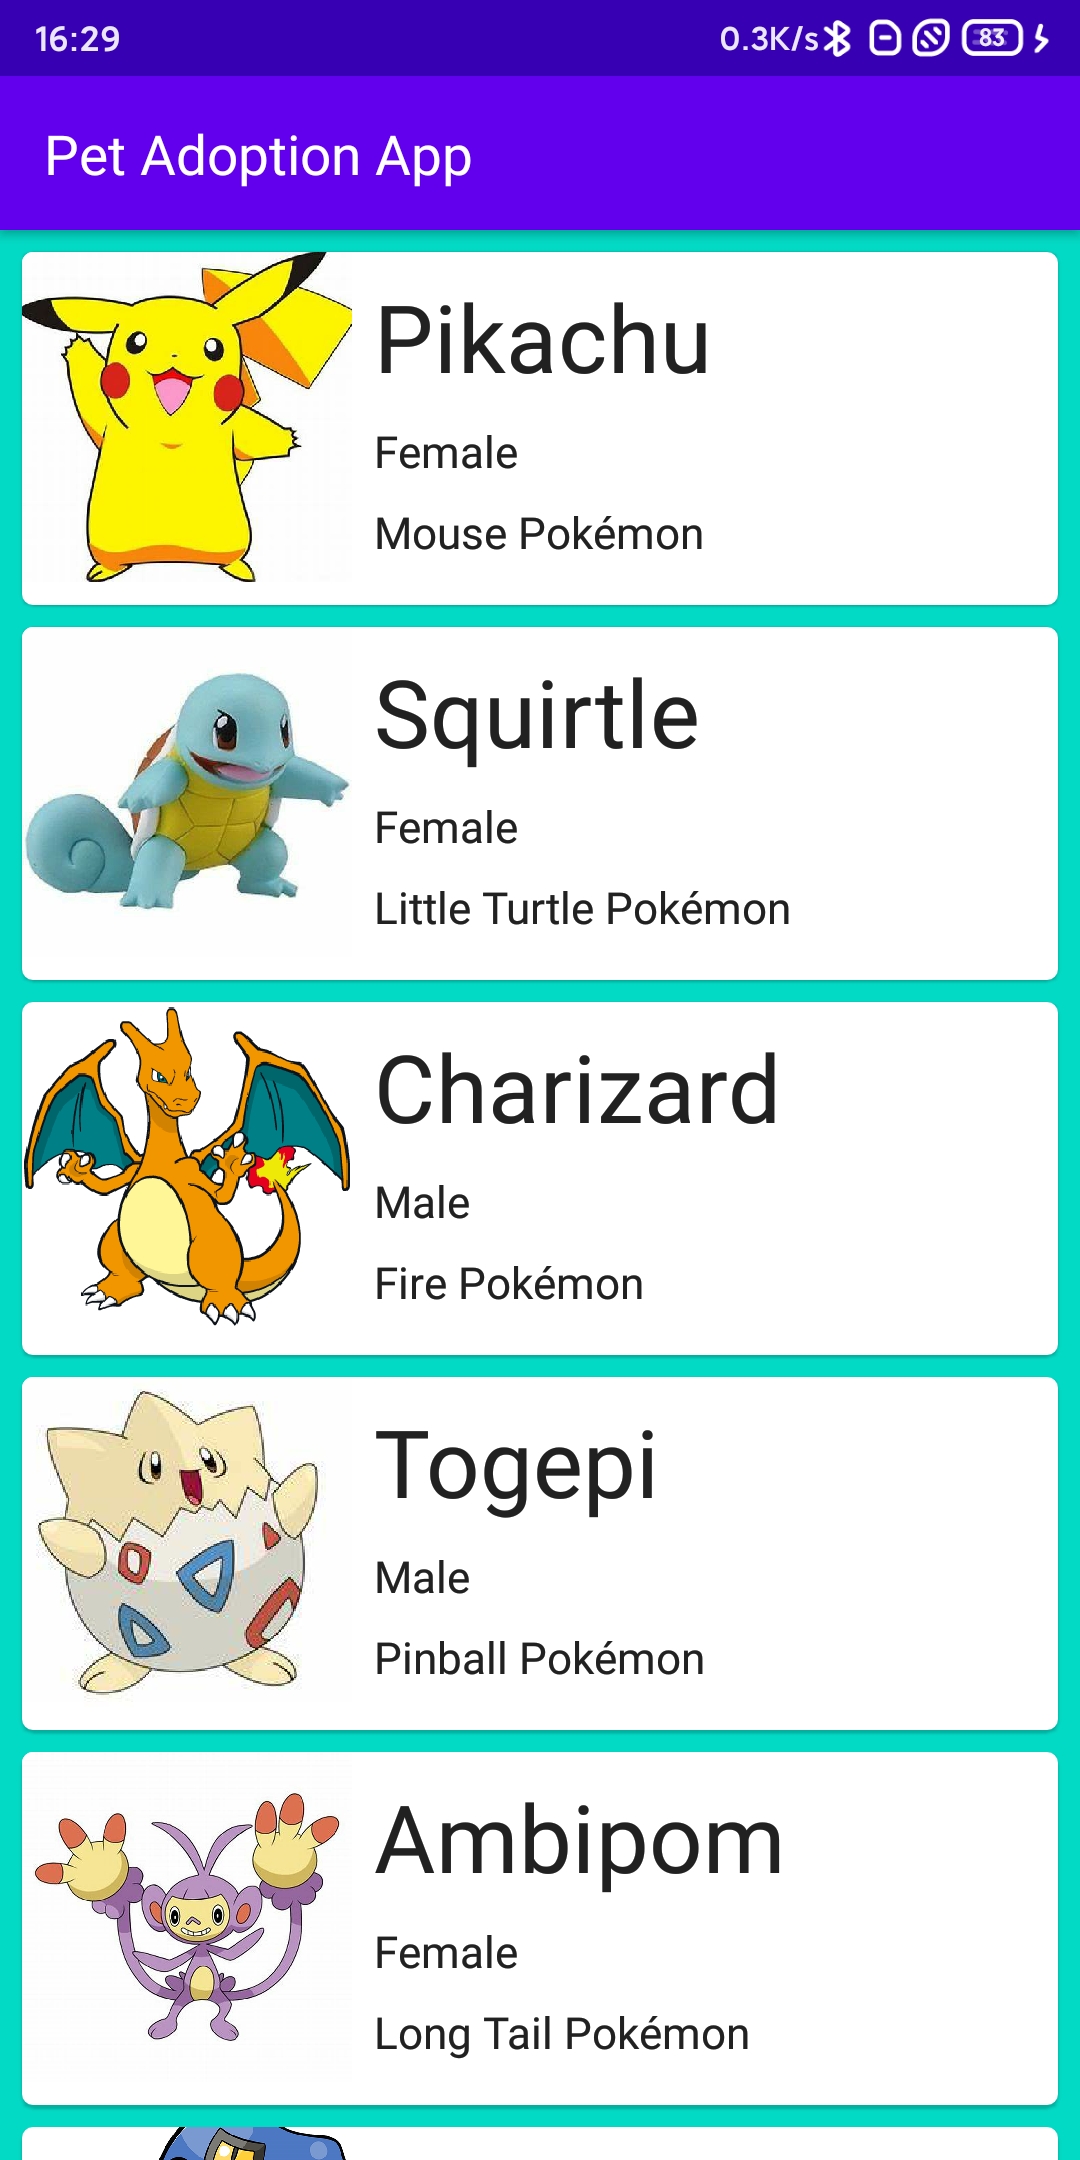 16:29 0.3K/s 83
Pet Adoption App
Pikachu
Female
Mouse Pokémon
Squirtle
Female
Little Turtle Pokémon
Charizard
Male
Fire Pokémon
Togepi
Male
Pinball Pokémon
Ambipom
Female
Long Tail Pokémon